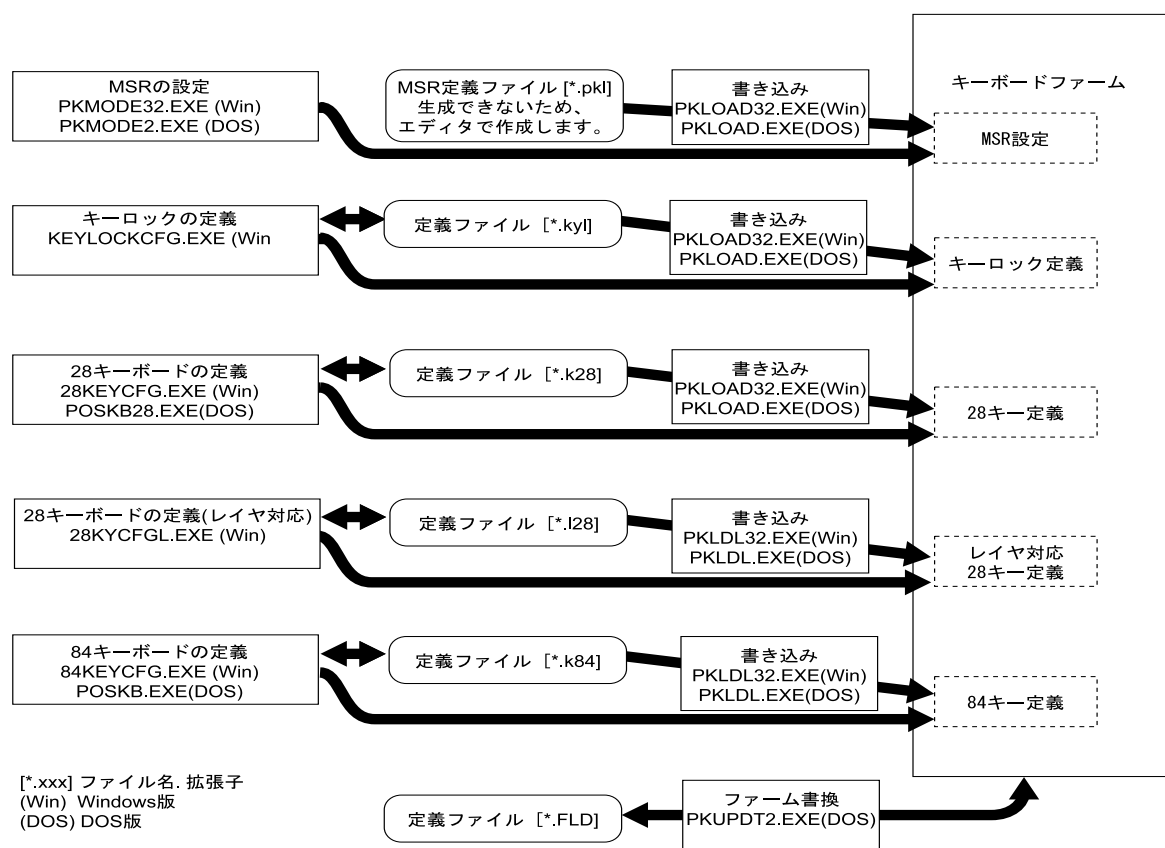 MSRの設定
PKMODE32.EXE (Win)
PKMODE2.EXE (DOS)
MSR定義ファイル [*.pkl]
生成できないため、
エディタで作成します。
書き込み
PKLOAD32.EXE(Win)
PKLOAD.EXE(DOS)
キーボードファーム
MSR設定
キーロックの定義
KEYLOCKCFG.EXE (Win
定義ファイル [*.kyl]
書き込み
PKLOAD32.EXE(Win)
PKLOAD.EXE(DOS)
キーロック定義
28キーボードの定義
28KEYCFG.EXE (Win)
POSKB28.EXE(DOS)
定義ファイル [*.k28]
書き込み
PKLOAD32.EXE(Win)
PKLOAD.EXE(DOS)
28キー定義
28キーボードの定義(レイヤ対応)
28KYCFGL.EXE (Win)
定義ファイル [*.l28]
書き込み
PKLDL32.EXE(Win)
PKLDL.EXE(DOS)
レイヤ対応
28キー定義
84キーボードの定義
84KEYCFG.EXE (Win)
POSKB.EXE(DOS)
定義ファイル [*.k84]
書き込み
PKLDL32.EXE(Win)
PKLDL.EXE(DOS)
84キー定義
[*.xxx] ファイル名. 拡張子
(Win) Windows版
(DOS) DOS版
定義ファイル [*.FLD]
ファーム書換
PKUPDT2.EXE(DOS)